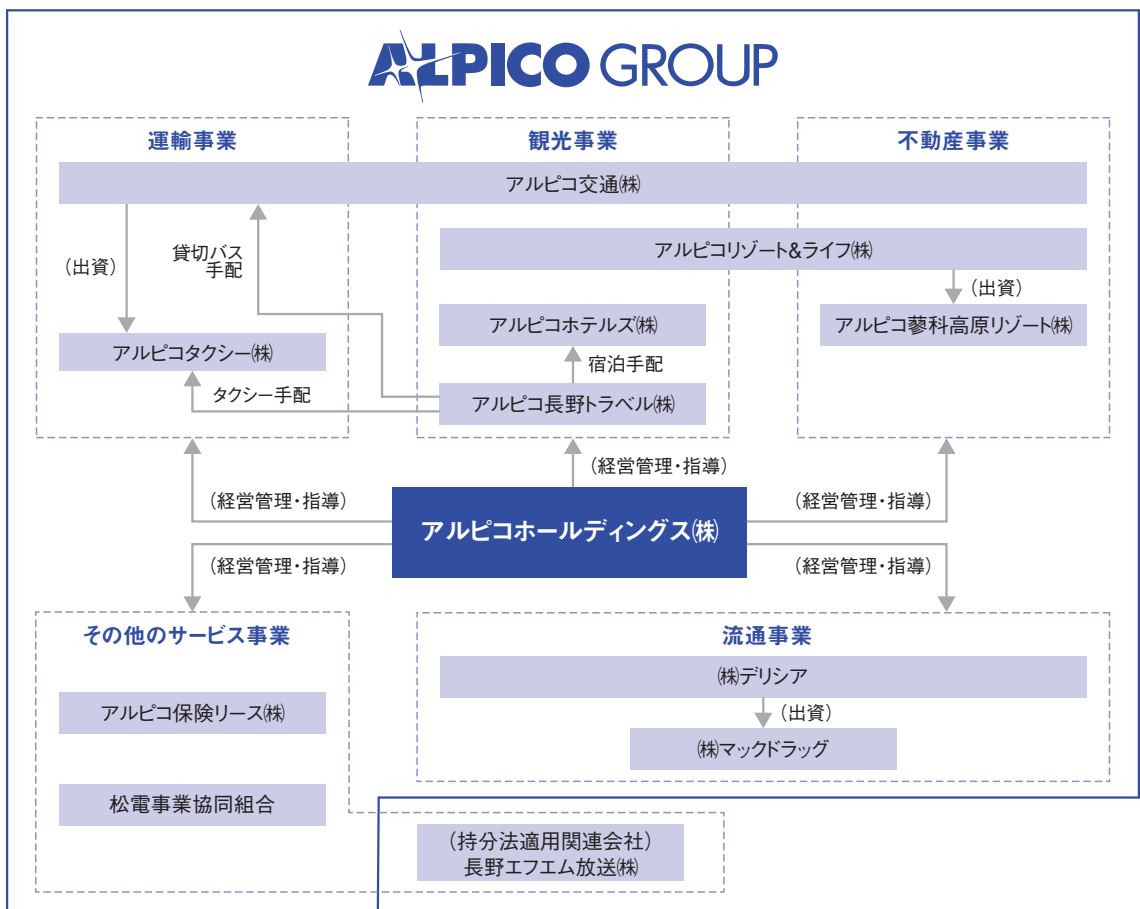 ALPICO GROUP
運輸事業
観光事業
不動産事業
アルピコ交通㈱
アルピコリゾート&ライフ㈱
（出資）
貸切バス
手配
（出資）
アルピコホテルズ㈱
アルピコ蓼科高原リゾート㈱
アルピコタクシー㈱
宿泊手配
タクシー手配
アルピコ長野トラベル㈱
（経営管理・指導）
（経営管理・指導）
（経営管理・指導）
アルピコホールディングス㈱
（経営管理・指導）
（経営管理・指導）
その他のサービス事業
流通事業
㈱デリシア
アルピコ保険リース㈱
（出資）
㈱マックドラッグ
松電事業協同組合
（持分法適用関連会社）
長野エフエム放送㈱